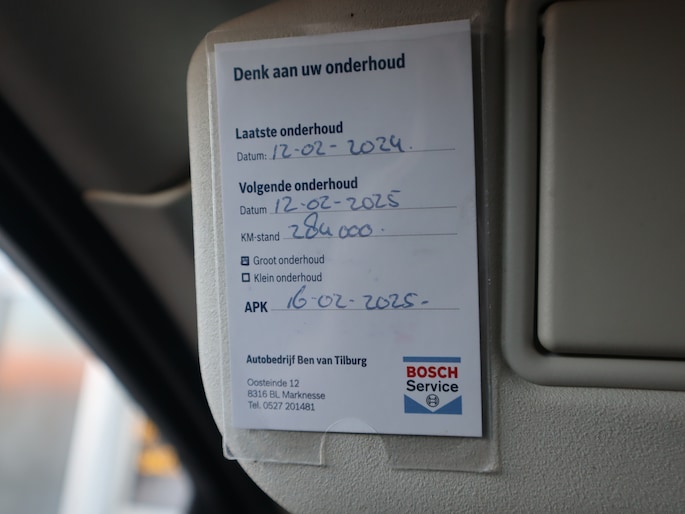 Denk aan uw onderhoud
Laatste onderhoud
Datum: 12-02-2024.
Volgende onderhoud
Datum 12-02-2025
KM-stand 284000.
Groot onderhoud
Klein onderhoud
APK 16-02-2025-
Autobedrijf Ben van Tilburg
Oosteinde 12
8316 BL Marknesse
Tel. 0527 201481
BOSCH
Service